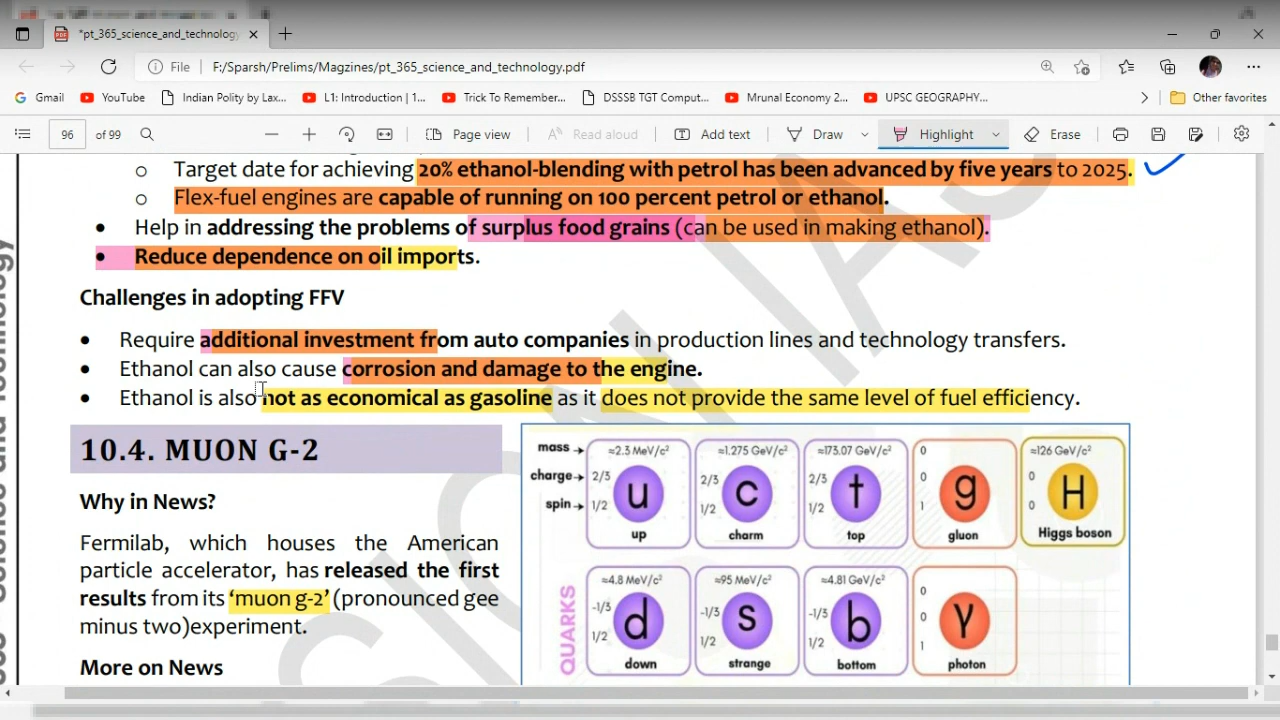 *pt_365_science_and_technology
File
F:/Sparsh/Prelims/Magzines/pt_365_science_and_technology.pdf
Gmail YouTube Indian Polity by Lax... L1: Introduction | 1... Trick To Remember... DSSSB TGT Comput... Mrunal Economy 2... UPSC GEOGRAPHY... Other favorites
96 of 99 Page view Read aloud Add text Draw Highlight Erase
o Target date for achieving 20% ethanol-blending with petrol has been advanced by five years to 2025.
o Flex-fuel engines are capable of running on 100 percent petrol or ethanol.
• Help in addressing the problems of surplus food grains (can be used in making ethanol).
• Reduce dependence on oil imports.
Challenges in adopting FFV
• Require additional investment from auto companies in production lines and technology transfers.
• Ethanol can also cause corrosion and damage to the engine.
• Ethanol is also not as economical as gasoline as it does not provide the same level of fuel efficiency.
10.4. MUON G-2
Why in News?
Fermilab, which houses the American
particle accelerator, has released the first
results from its 'muon g-2' (pronounced gee
minus two)experiment.
More on News
mass → ≈2.3 MeV/c² ≈1.275 GeV/c² ≈173.07 GeV/c² 0 ≈126 GeV/c²
charge → 2/3 2/3 2/3 0 0
u c t g H
spin → 1/2 1/2 1/2 1 0
up charm top gluon Higgs boson
≈4.8 MeV/c² ≈95 MeV/c² ≈4.81 GeV/c² 0
-1/3 -1/3 -1/3 0
d s b γ
1/2 1/2 1/2 1
down strange bottom photon
QUARKS